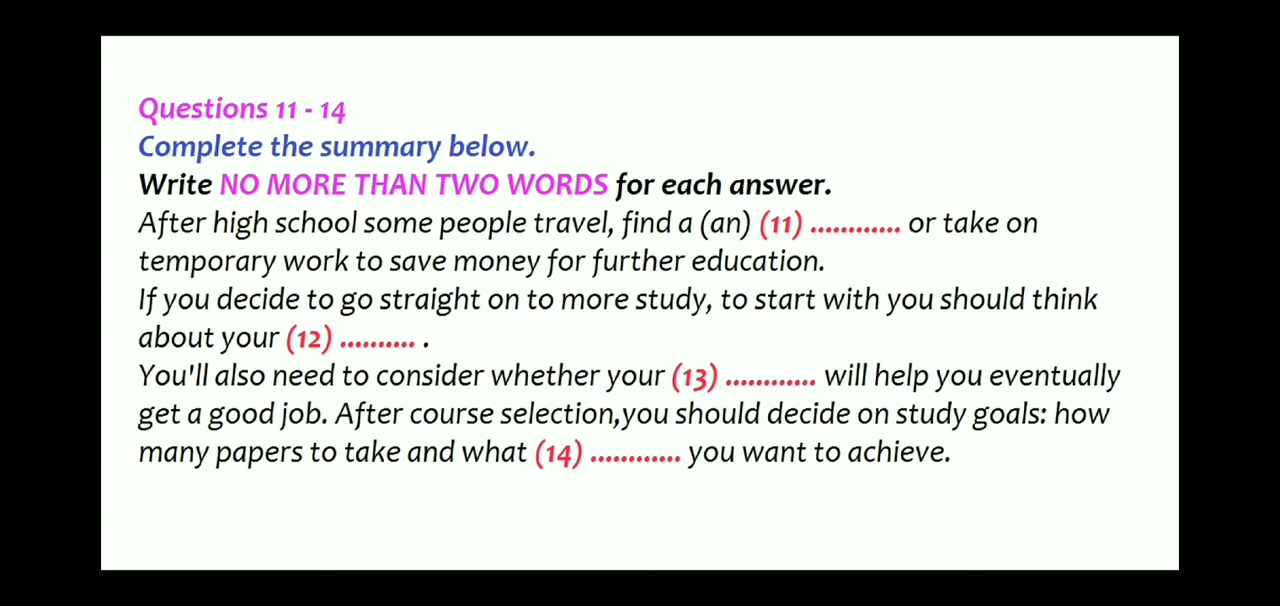 Questions 11 - 14
Complete the summary below.
Write NO MORE THAN TWO WORDS for each answer.
After high school some people travel, find a (an) (11) ............ or take on
temporary work to save money for further education.
If you decide to go straight on to more study, to start with you should think
about your (12) .......... .
You'll also need to consider whether your (13) ............ will help you eventually
get a good job. After course selection,you should decide on study goals: how
many papers to take and what (14) ............ you want to achieve.